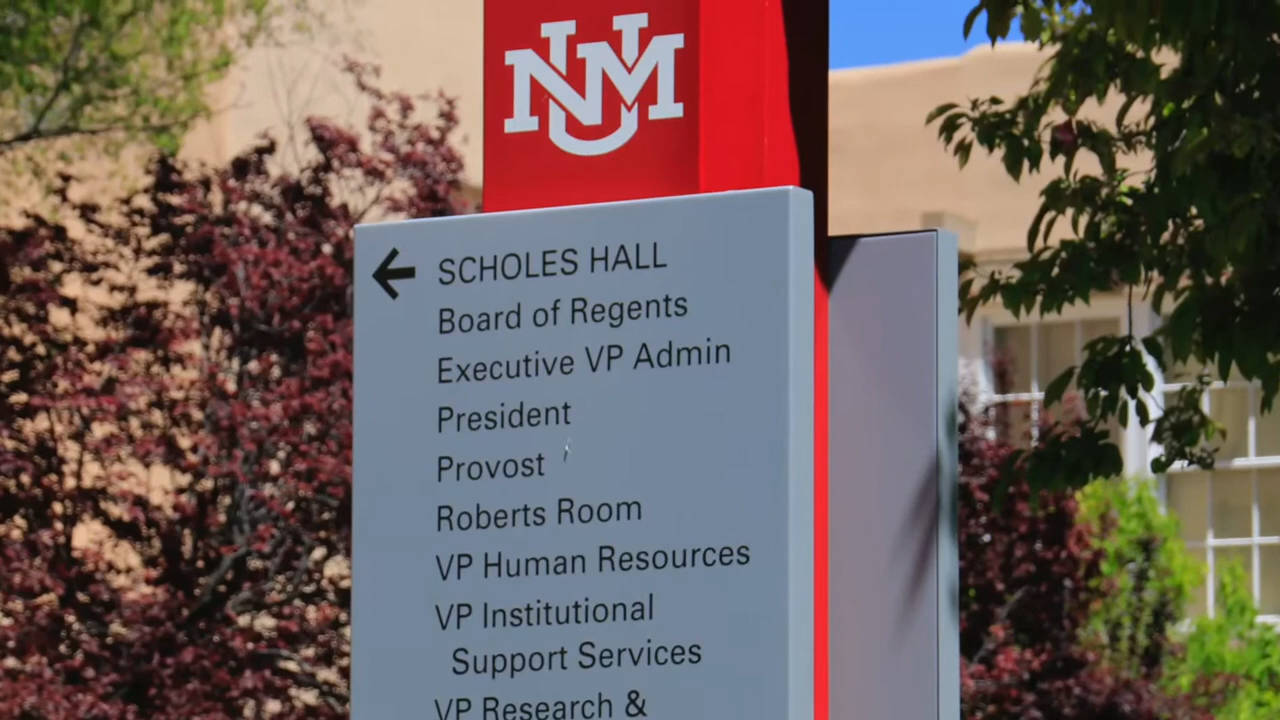 UNM
SCHOLES HALL
Board of Regents
Executive VP Admin
President
Provost
Roberts Room
VP Human Resources
VP Institutional
Support Services
VP Research &